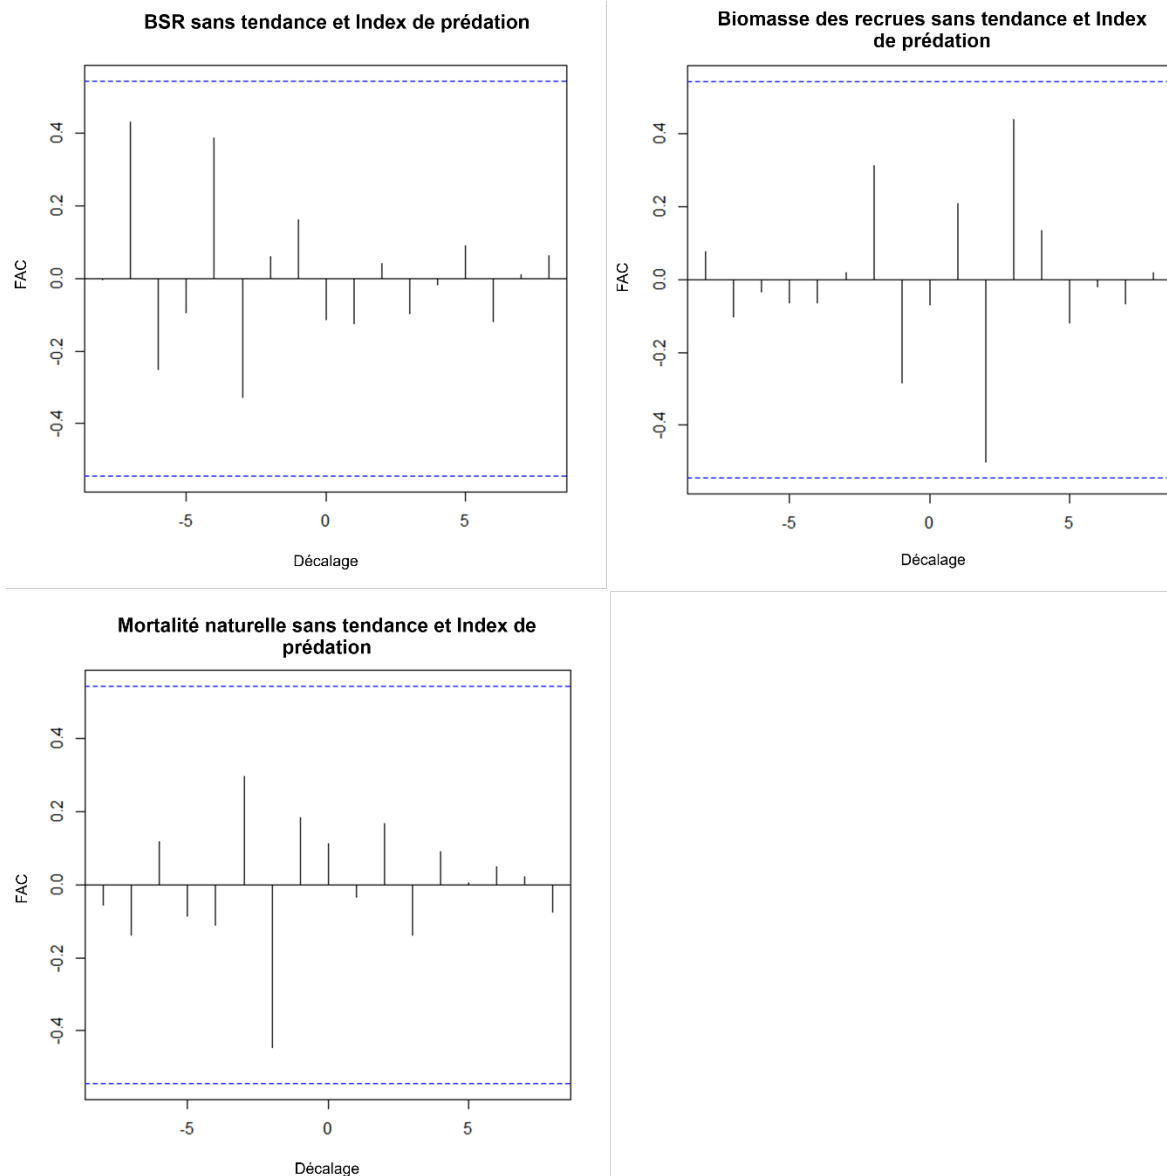 BSR sans tendance et Index de prédation
FAC
0.4
0.2
0.0
-0.2
-0.4
-5
0
5
Décalage
Biomasse des recrues sans tendance et Index
de prédation
FAC
0.4
0.2
0.0
-0.2
-0.4
-5
0
5
Décalage
Mortalité naturelle sans tendance et Index de
prédation
FAC
0.4
0.2
0.0
-0.2
-0.4
-5
0
5
Décalage